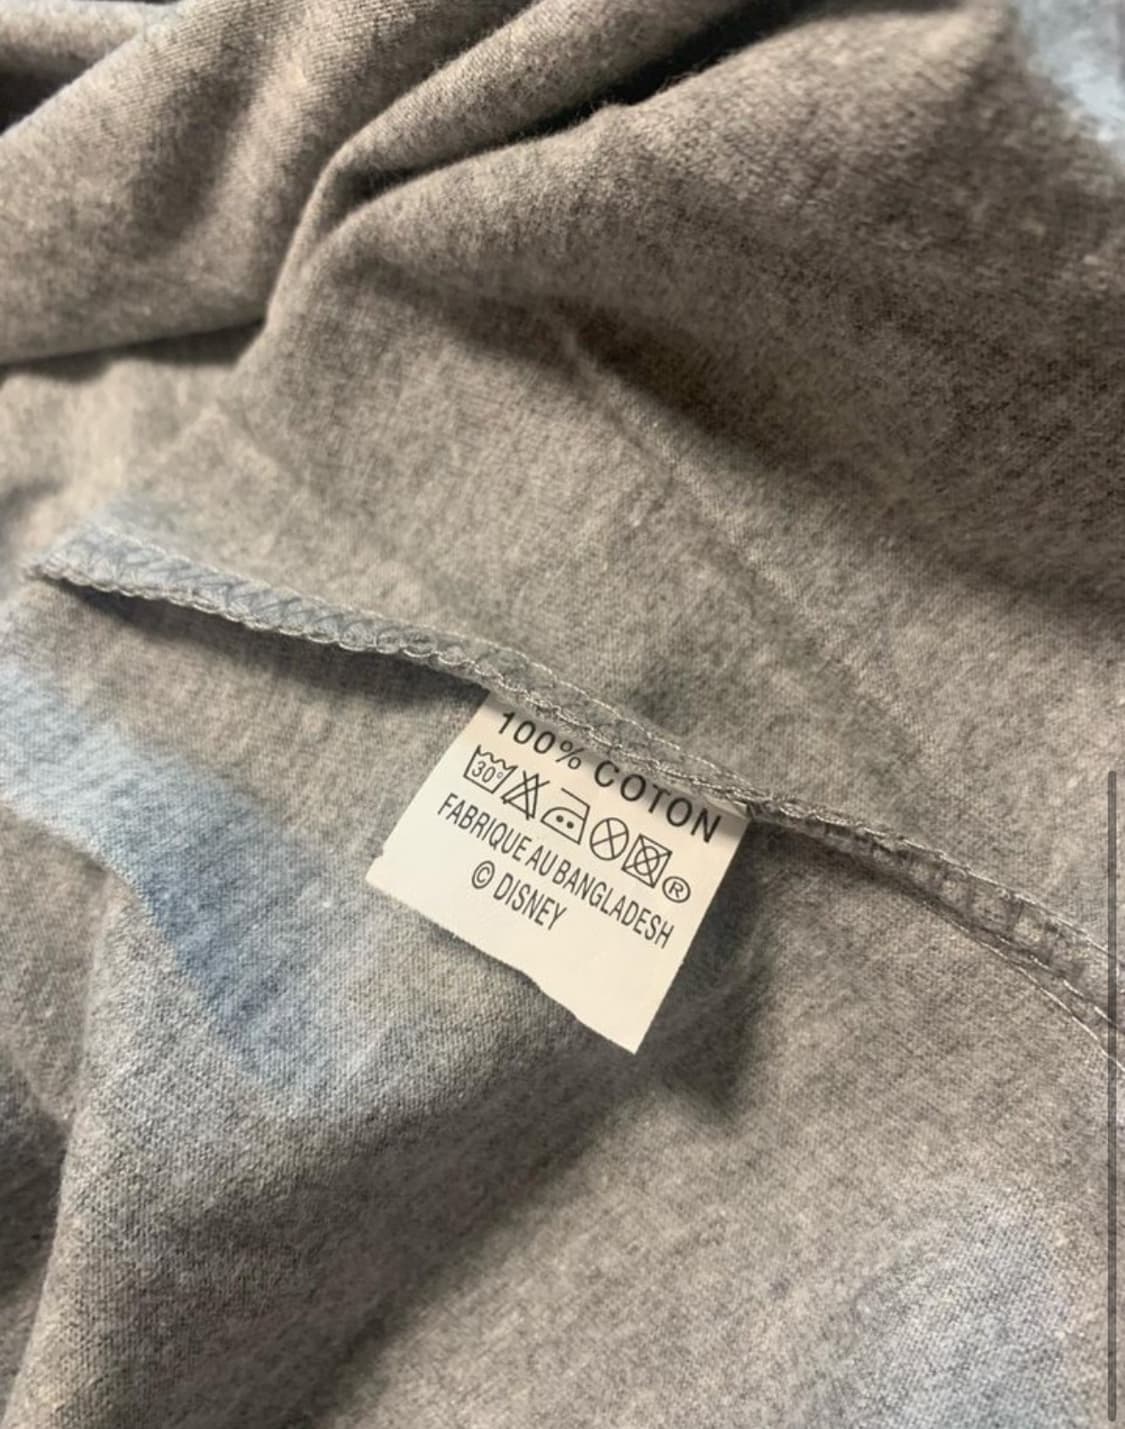 100% COTON
30°
®
FABRIQUE AU BANGLADESH
© DISNEY